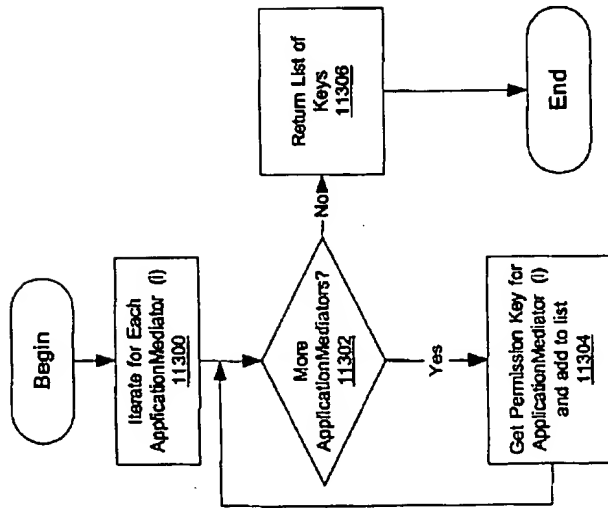 Begin
Iterate for Each
ApplicationMediator (i)
11300
More
ApplicationMediators?
11302
No
Return List of
Keys
11306
End
Yes
Get Permission Key for
ApplicationMediator (i)
and add to list
11304